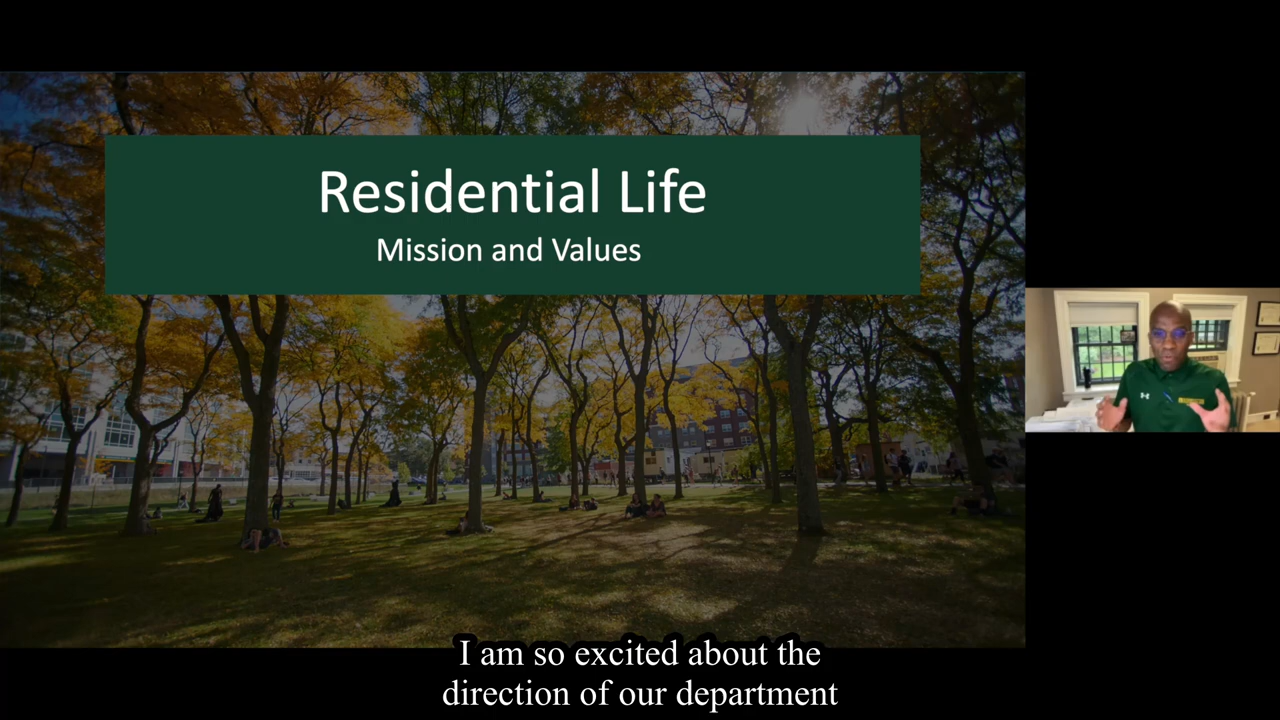 Residential Life
Mission and Values
I am so excited about the
direction of our department